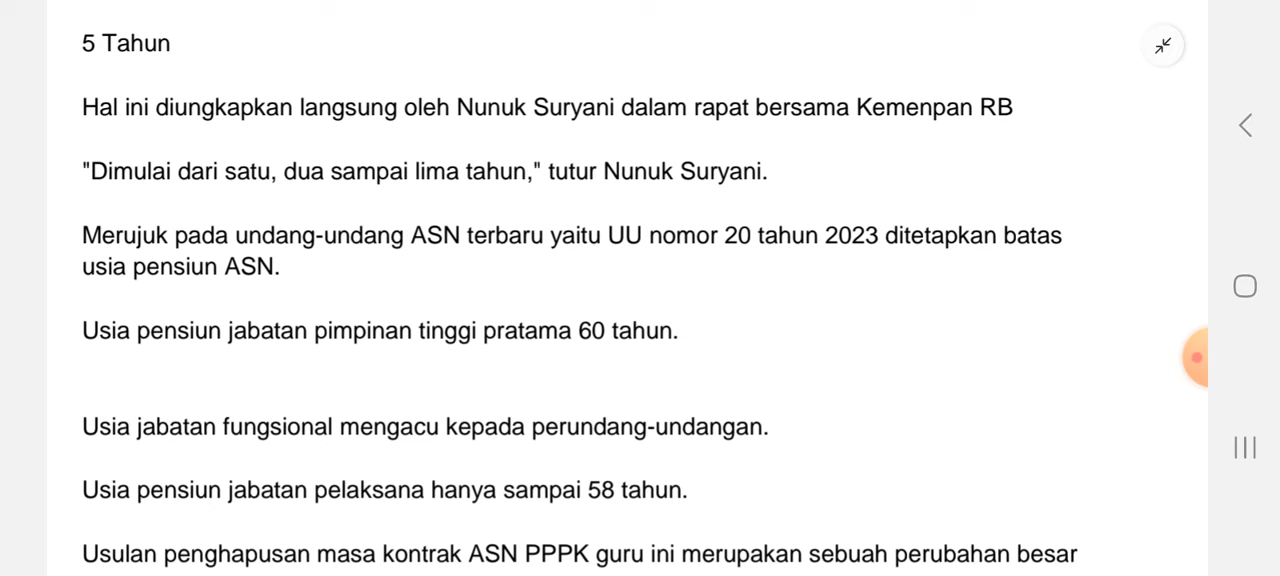 5 Tahun
Hal ini diungkapkan langsung oleh Nunuk Suryani dalam rapat bersama Kemenpan RB
"Dimulai dari satu, dua sampai lima tahun," tutur Nunuk Suryani.
Merujuk pada undang-undang ASN terbaru yaitu UU nomor 20 tahun 2023 ditetapkan batas
usia pensiun ASN.
Usia pensiun jabatan pimpinan tinggi pratama 60 tahun.
Usia jabatan fungsional mengacu kepada perundang-undangan.
Usia pensiun jabatan pelaksana hanya sampai 58 tahun.
Usulan penghapusan masa kontrak ASN PPPK guru ini merupakan sebuah perubahan besar